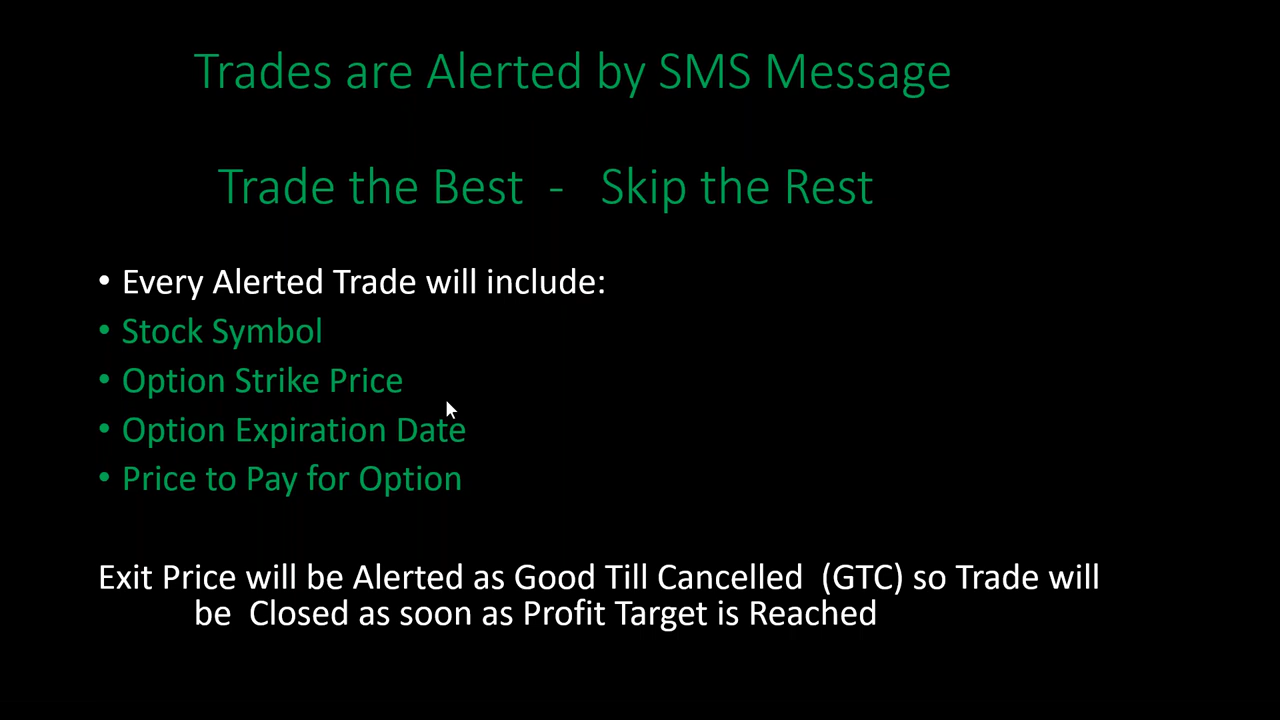 Trades are Alerted by SMS Message
Trade the Best - Skip the Rest
• Every Alerted Trade will include:
• Stock Symbol
• Option Strike Price
• Option Expiration Date
• Price to Pay for Option
Exit Price will be Alerted as Good Till Cancelled (GTC) so Trade will
be Closed as soon as Profit Target is Reached